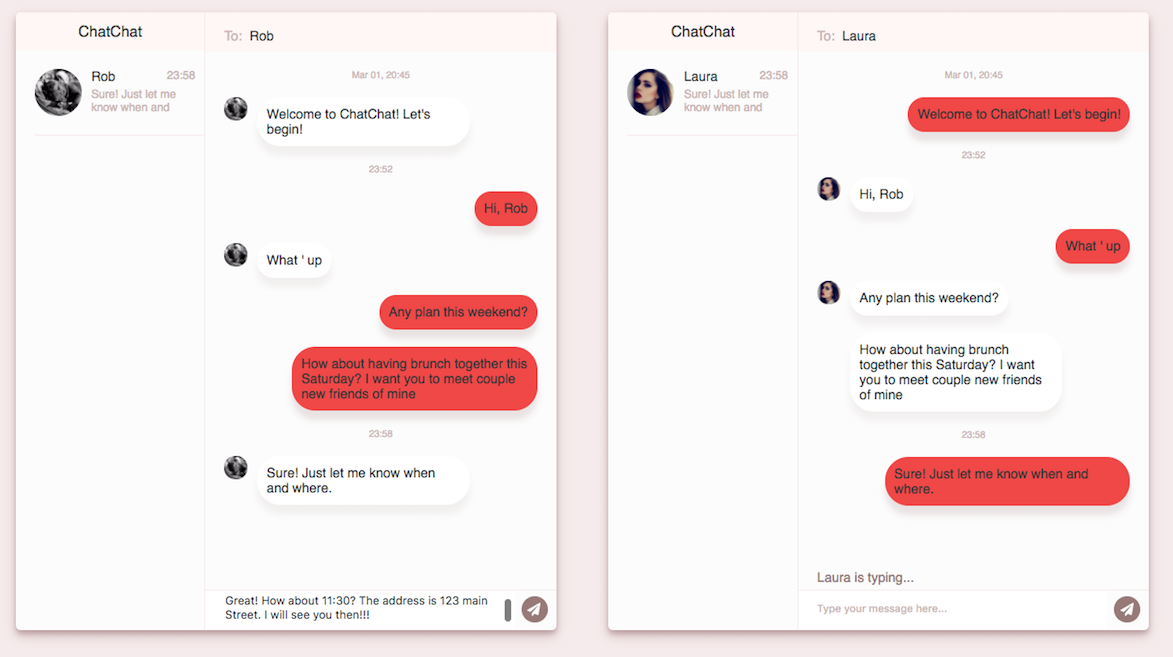 ChatChat
To: Rob
Rob 23:58
Sure! Just let me
know when and
Mar 01, 20:45
Welcome to ChatChat! Let's
begin!
23:52
Hi, Rob
What ' up
Any plan this weekend?
How about having brunch together this
Saturday? I want you to meet couple
new friends of mine
23:58
Sure! Just let me know when
and where.
Great! How about 11:30? The address is 123 main
Street. I will see you then!!!
ChatChat
To: Laura
Laura 23:58
Sure! Just let me
know when and
Mar 01, 20:45
Welcome to ChatChat! Let's begin!
23:52
Hi, Rob
What ' up
Any plan this weekend?
How about having brunch
together this Saturday? I want
you to meet couple new friends
of mine
23:58
Sure! Just let me know when and
where.
Laura is typing...
Type your message here...